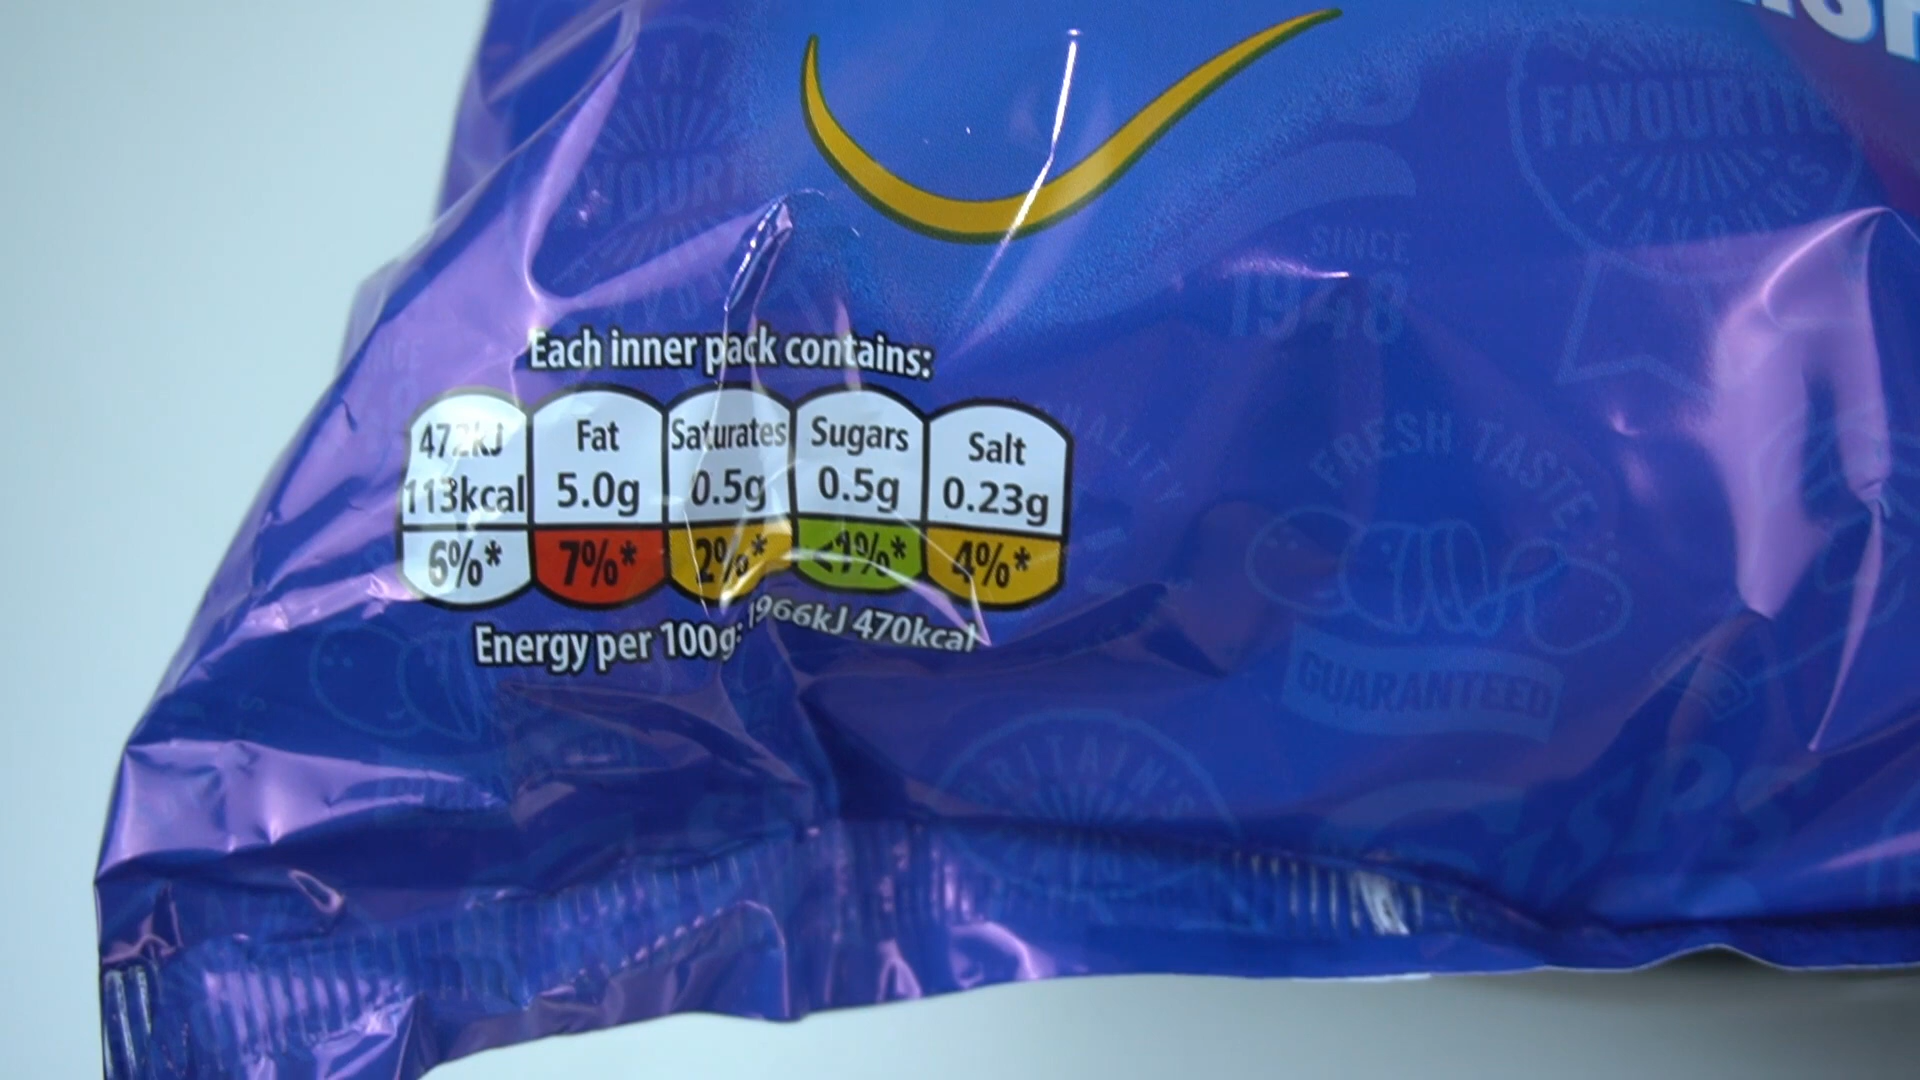 FAVOURITE
FLAVOURS
SINCE
1948
Each inner pack contains:
472kJ
113kcal
6%*
Fat
5.0g
7%*
Saturates
0.5g
2%*
Sugars
0.5g
<1%*
Salt
0.23g
4%*
Energy per 100g: 1966kJ 470kcal
FRESH TASTE
GUARANTEED
BRITAIN'S
CRISPS